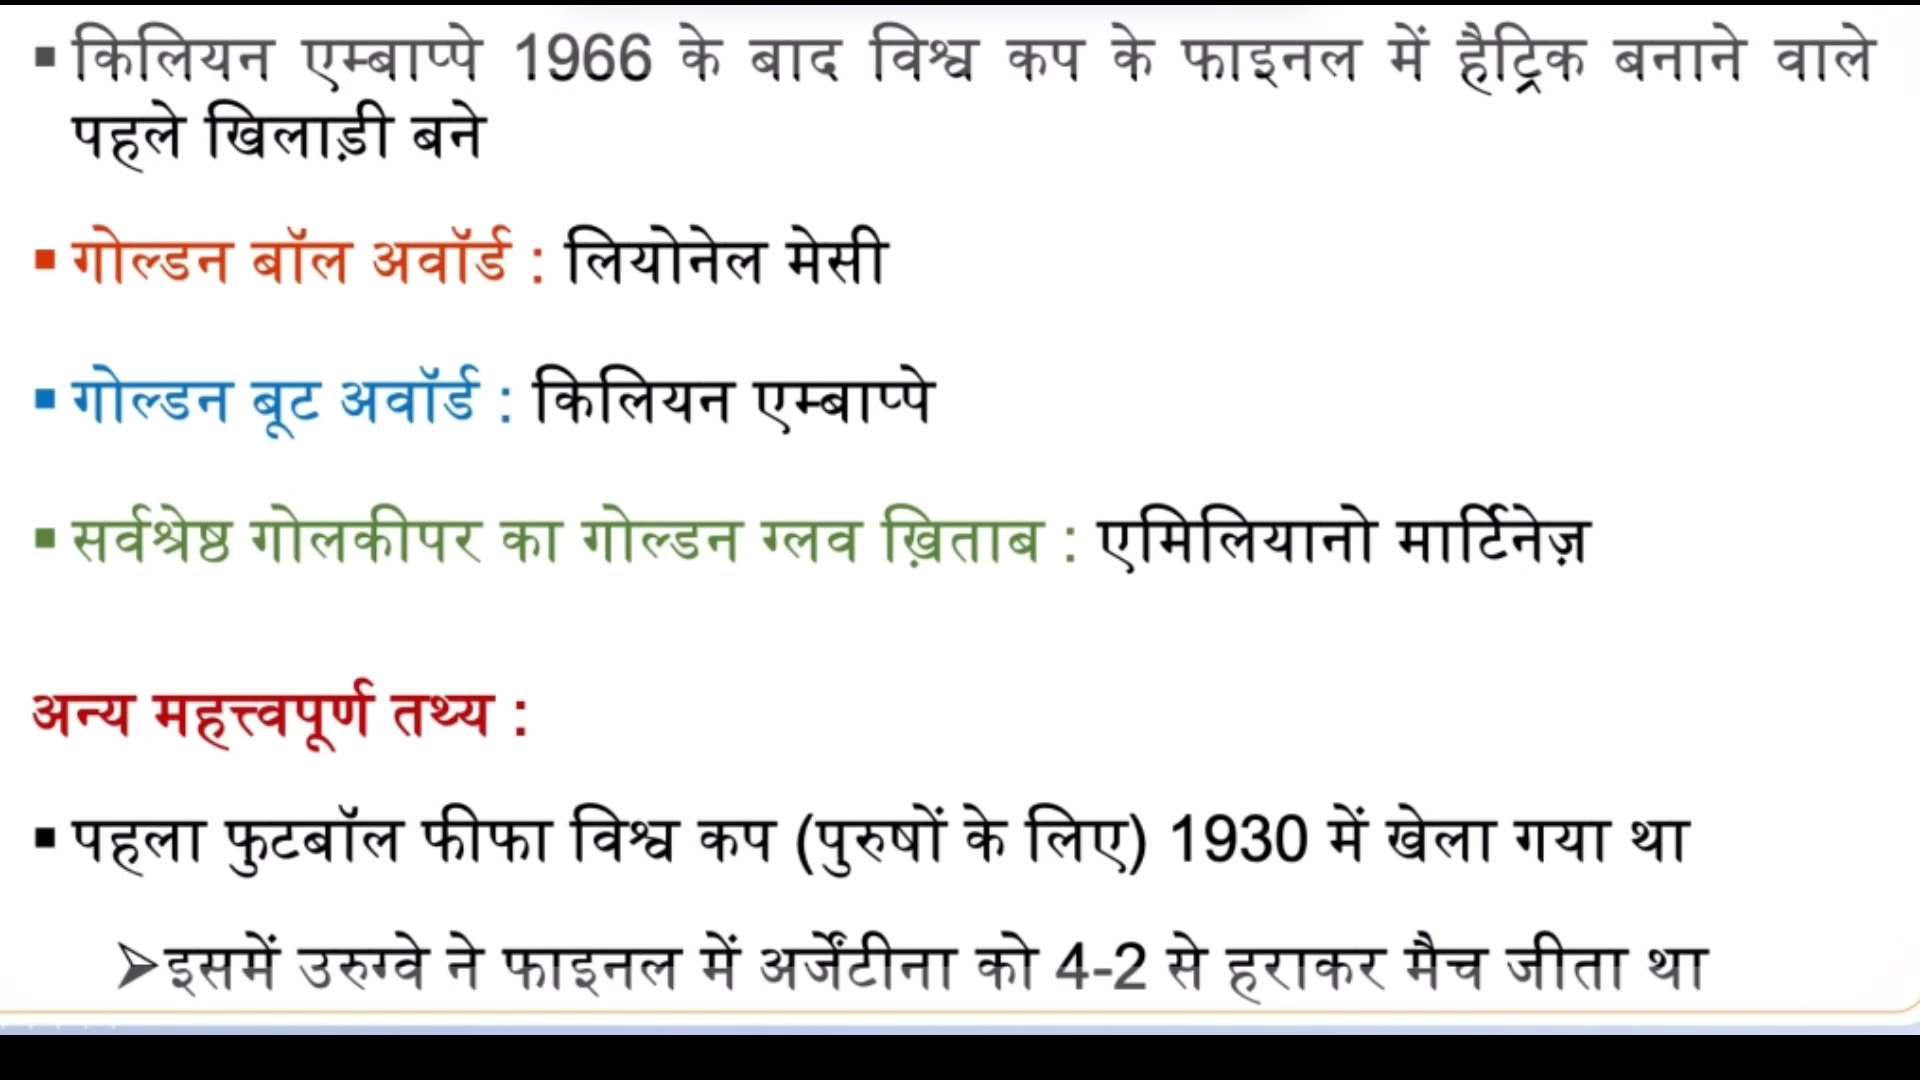 ▪ किलियन एम्बाप्पे 1966 के बाद विश्व कप के फाइनल में हैट्रिक बनाने वाले
पहले खिलाड़ी बने
▪ गोल्डन बॉल अवॉर्ड : लियोनेल मेसी
▪ गोल्डन बूट अवॉर्ड : किलियन एम्बाप्पे
▪ सर्वश्रेष्ठ गोलकीपर का गोल्डन ग्लव ख़िताब : एमिलियानो मार्टिनेज़
अन्य महत्त्वपूर्ण तथ्य :
▪ पहला फुटबॉल फीफा विश्व कप (पुरुषों के लिए) 1930 में खेला गया था
➢इसमें उरुग्वे ने फाइनल में अर्जेंटीना को 4-2 से हराकर मैच जीता था